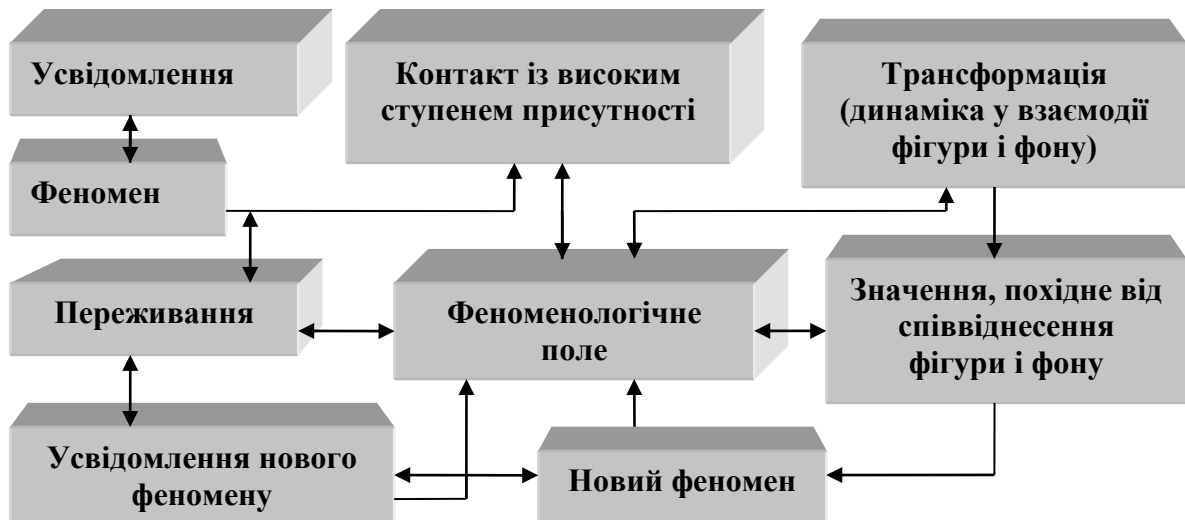 Усвідомлення
Контакт із високим
ступенем присутності
Трансформація
(динаміка у взаємодії
фігури і фону)
Феномен
Переживання
Феноменологічне
поле
Значення, похідне від
співвіднесення
фігури і фону
Усвідомлення нового
феномену
Новий феномен